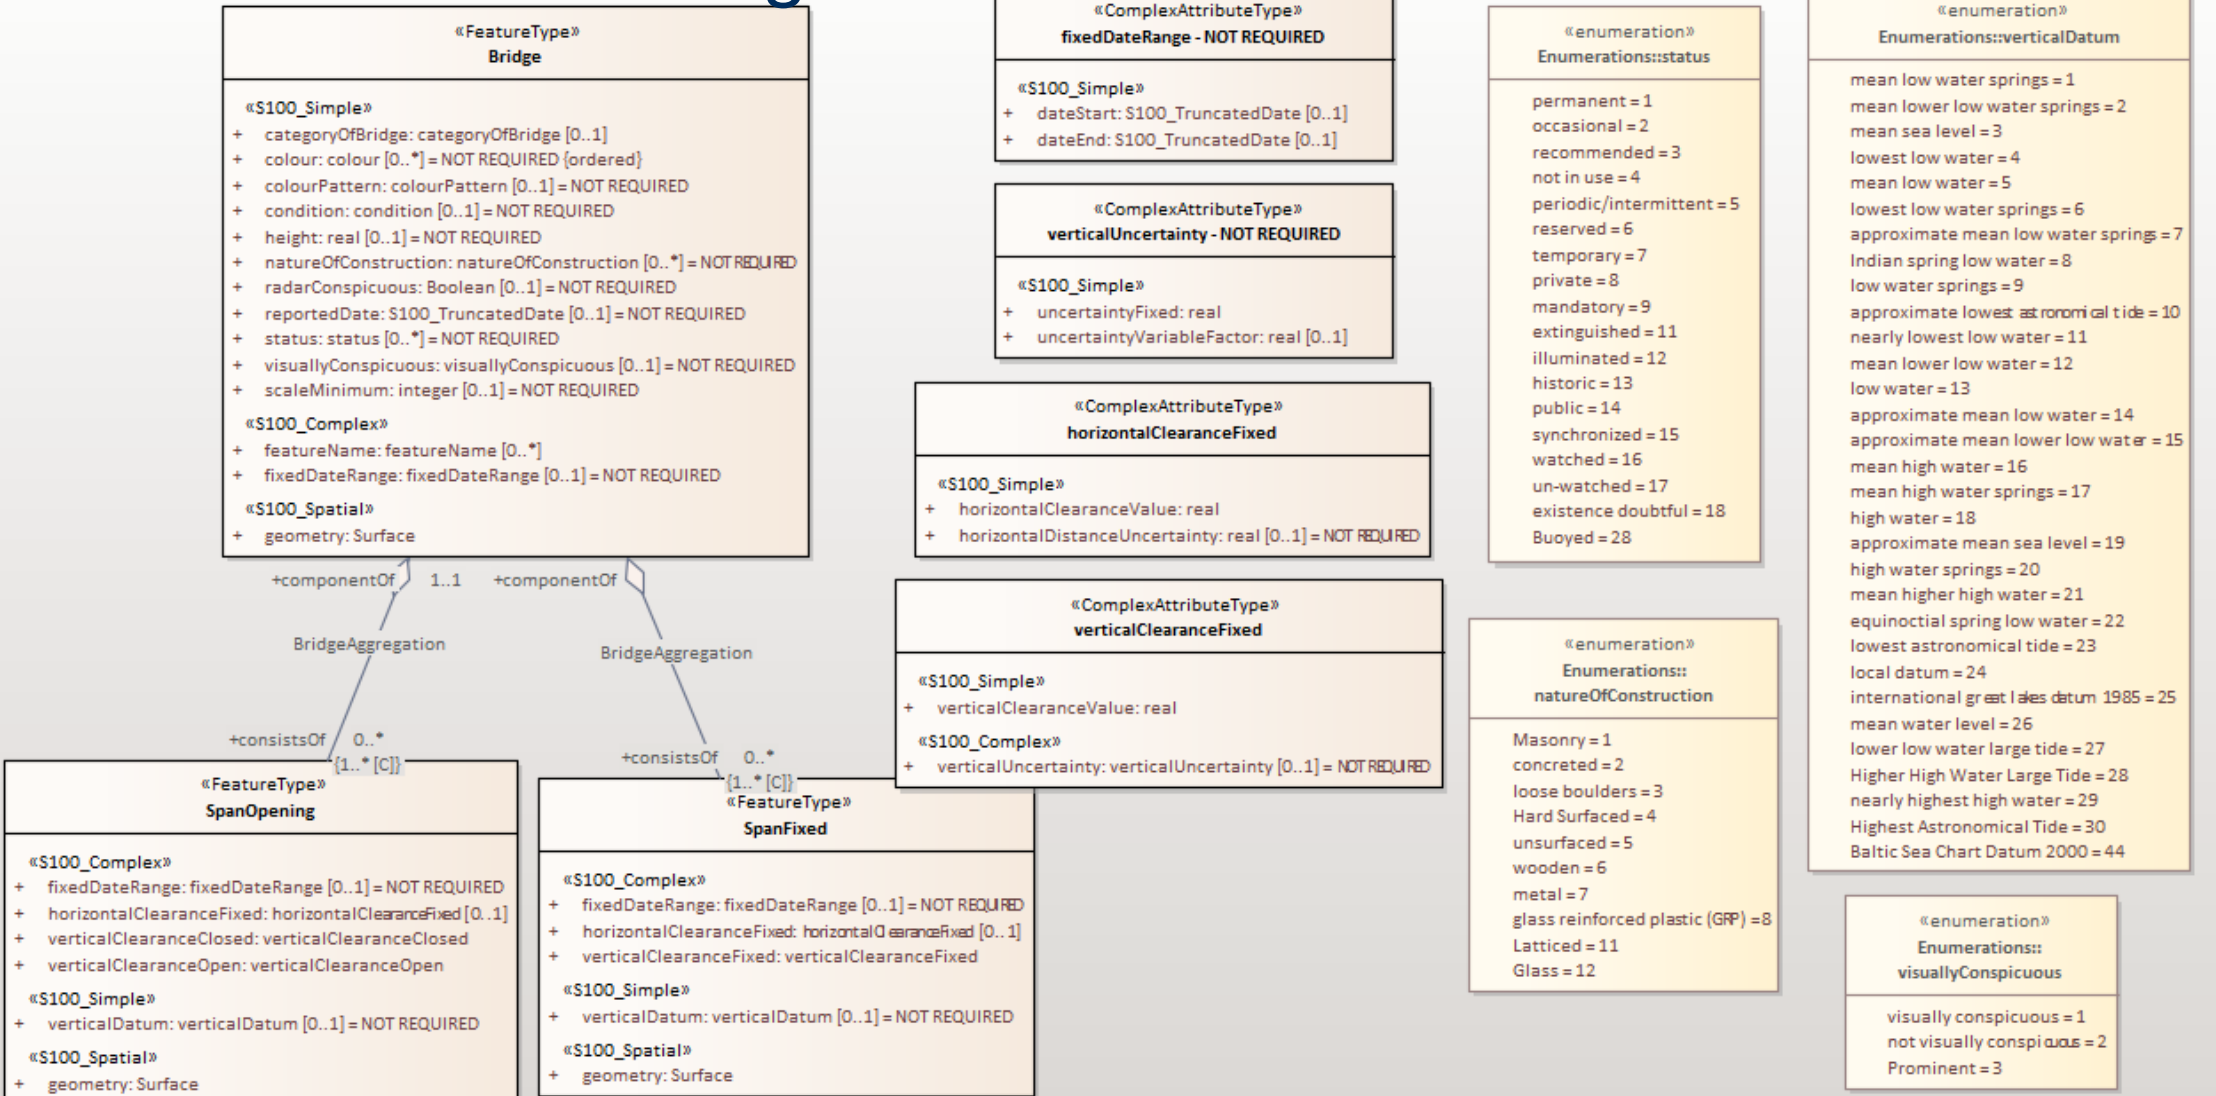 «FeatureType»
Bridge
«S100_Simple»
+ categoryOfBridge: categoryOfBridge [0..1]
+ colour: colour [0..*] = NOT REQUIRED {ordered}
+ colourPattern: colourPattern [0..1] = NOT REQUIRED
+ condition: condition [0..1] = NOT REQUIRED
+ height: real [0..1] = NOT REQUIRED
+ natureOfConstruction: natureOfConstruction [0..*] = NOT REQUIRED
+ radarConspicuous: Boolean [0..1] = NOT REQUIRED
+ reportedDate: S100_TruncatedDate [0..1] = NOT REQUIRED
+ status: status [0..*] = NOT REQUIRED
+ visuallyConspicuous: visuallyConspicuous [0..1] = NOT REQUIRED
+ scaleMinimum: integer [0..1] = NOT REQUIRED
«S100_Complex»
+ featureName: featureName [0..*]
+ fixedDateRange: fixedDateRange [0..1] = NOT REQUIRED
«S100_Spatial»
+ geometry: Surface
+componentOf 1..1 +componentOf
BridgeAggregation
BridgeAggregation
+consistsOf 0..*
{1..* [C]}
+consistsOf 0..*
{1..* [C]}
«FeatureType»
SpanOpening
«S100_Complex»
+ fixedDateRange: fixedDateRange [0..1] = NOT REQUIRED
+ horizontalClearanceFixed: horizontalClearanceFixed [0..1]
+ verticalClearanceClosed: verticalClearanceClosed
+ verticalClearanceOpen: verticalClearanceOpen
«S100_Simple»
+ verticalDatum: verticalDatum [0..1] = NOT REQUIRED
«S100_Spatial»
+ geometry: Surface
«FeatureType»
SpanFixed
«S100_Complex»
+ fixedDateRange: fixedDateRange [0..1] = NOT REQUIRED
+ horizontalClearanceFixed: horizontalClearanceFixed [0..1]
+ verticalClearanceFixed: verticalClearanceFixed
«S100_Simple»
+ verticalDatum: verticalDatum [0..1] = NOT REQUIRED
«S100_Spatial»
+ geometry: Surface
«ComplexAttributeType»
fixedDateRange - NOT REQUIRED
«S100_Simple»
+ dateStart: S100_TruncatedDate [0..1]
+ dateEnd: S100_TruncatedDate [0..1]
«ComplexAttributeType»
verticalUncertainty - NOT REQUIRED
«S100_Simple»
+ uncertaintyFixed: real
+ uncertaintyVariableFactor: real [0..1]
«ComplexAttributeType»
horizontalClearanceFixed
«S100_Simple»
+ horizontalClearanceValue: real
+ horizontalDistanceUncertainty: real [0..1] = NOT REQUIRED
«ComplexAttributeType»
verticalClearanceFixed
«S100_Simple»
+ verticalClearanceValue: real
«S100_Complex»
+ verticalUncertainty: verticalUncertainty [0..1] = NOT REQUIRED
«enumeration»
Enumerations::status
permanent = 1
occasional = 2
recommended = 3
not in use = 4
periodic/intermittent = 5
reserved = 6
temporary = 7
private = 8
mandatory = 9
extinguished = 11
illuminated = 12
historic = 13
public = 14
synchronized = 15
watched = 16
un-watched = 17
existence doubtful = 18
Buoyed = 28
«enumeration»
Enumerations::
natureOfConstruction
Masonry = 1
concreted = 2
loose boulders = 3
Hard Surfaced = 4
unsurfaced = 5
wooden = 6
metal = 7
glass reinforced plastic (GRP) = 8
Latticed = 11
Glass = 12
«enumeration»
Enumerations::verticalDatum
mean low water springs = 1
mean lower low water springs = 2
mean sea level = 3
lowest low water = 4
mean low water = 5
lowest low water springs = 6
approximate mean low water springs = 7
Indian spring low water = 8
low water springs = 9
approximate lowest astronomical tide = 10
nearly lowest low water = 11
mean lower low water = 12
low water = 13
approximate mean low water = 14
approximate mean lower low water = 15
mean high water = 16
mean high water springs = 17
high water = 18
approximate mean sea level = 19
high water springs = 20
mean higher high water = 21
equinoctial spring low water = 22
lowest astronomical tide = 23
local datum = 24
international great lakes datum 1985 = 25
mean water level = 26
lower low water large tide = 27
Higher High Water Large Tide = 28
nearly highest high water = 29
Highest Astronomical Tide = 30
Baltic Sea Chart Datum 2000 = 44
«enumeration»
Enumerations::
visuallyConspicuous
visually conspicuous = 1
not visually conspicuous = 2
Prominent = 3